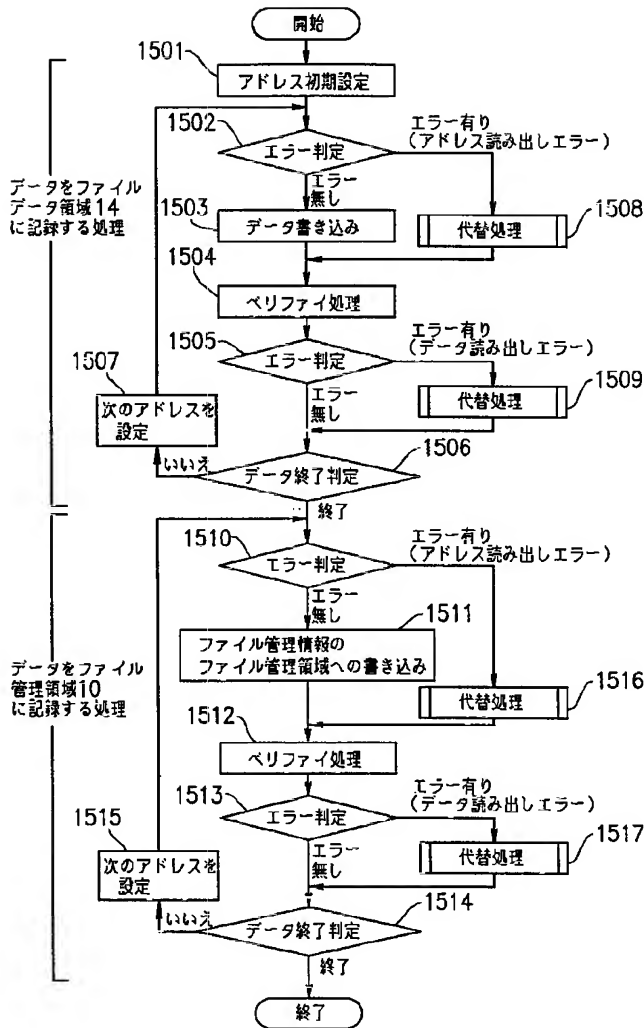 開始
1501
アドレス初期設定
1502
エラー判定
エラー有り
(アドレス読み出しエラー)
データをファイル
データ領域14
に記録する処理
エラー
無し
1503
データ書き込み
代替処理
1508
1504
ベリファイ処理
1505
エラー判定
エラー有り
(データ読み出しエラー)
1507
次のアドレスを
設定
エラー
無し
代替処理
1509
1506
いいえ
データ終了判定
終了
1510
エラー判定
エラー有り
(アドレス読み出しエラー)
エラー
無し
1511
ファイル管理情報の
ファイル管理領域への書き込み
データをファイル
管理領域10
に記録する処理
代替処理
1516
1512
ベリファイ処理
1513
エラー判定
エラー有り
(データ読み出しエラー)
1515
次のアドレスを
設定
エラー
無し
代替処理
1517
1514
いいえ
データ終了判定
終了
終了